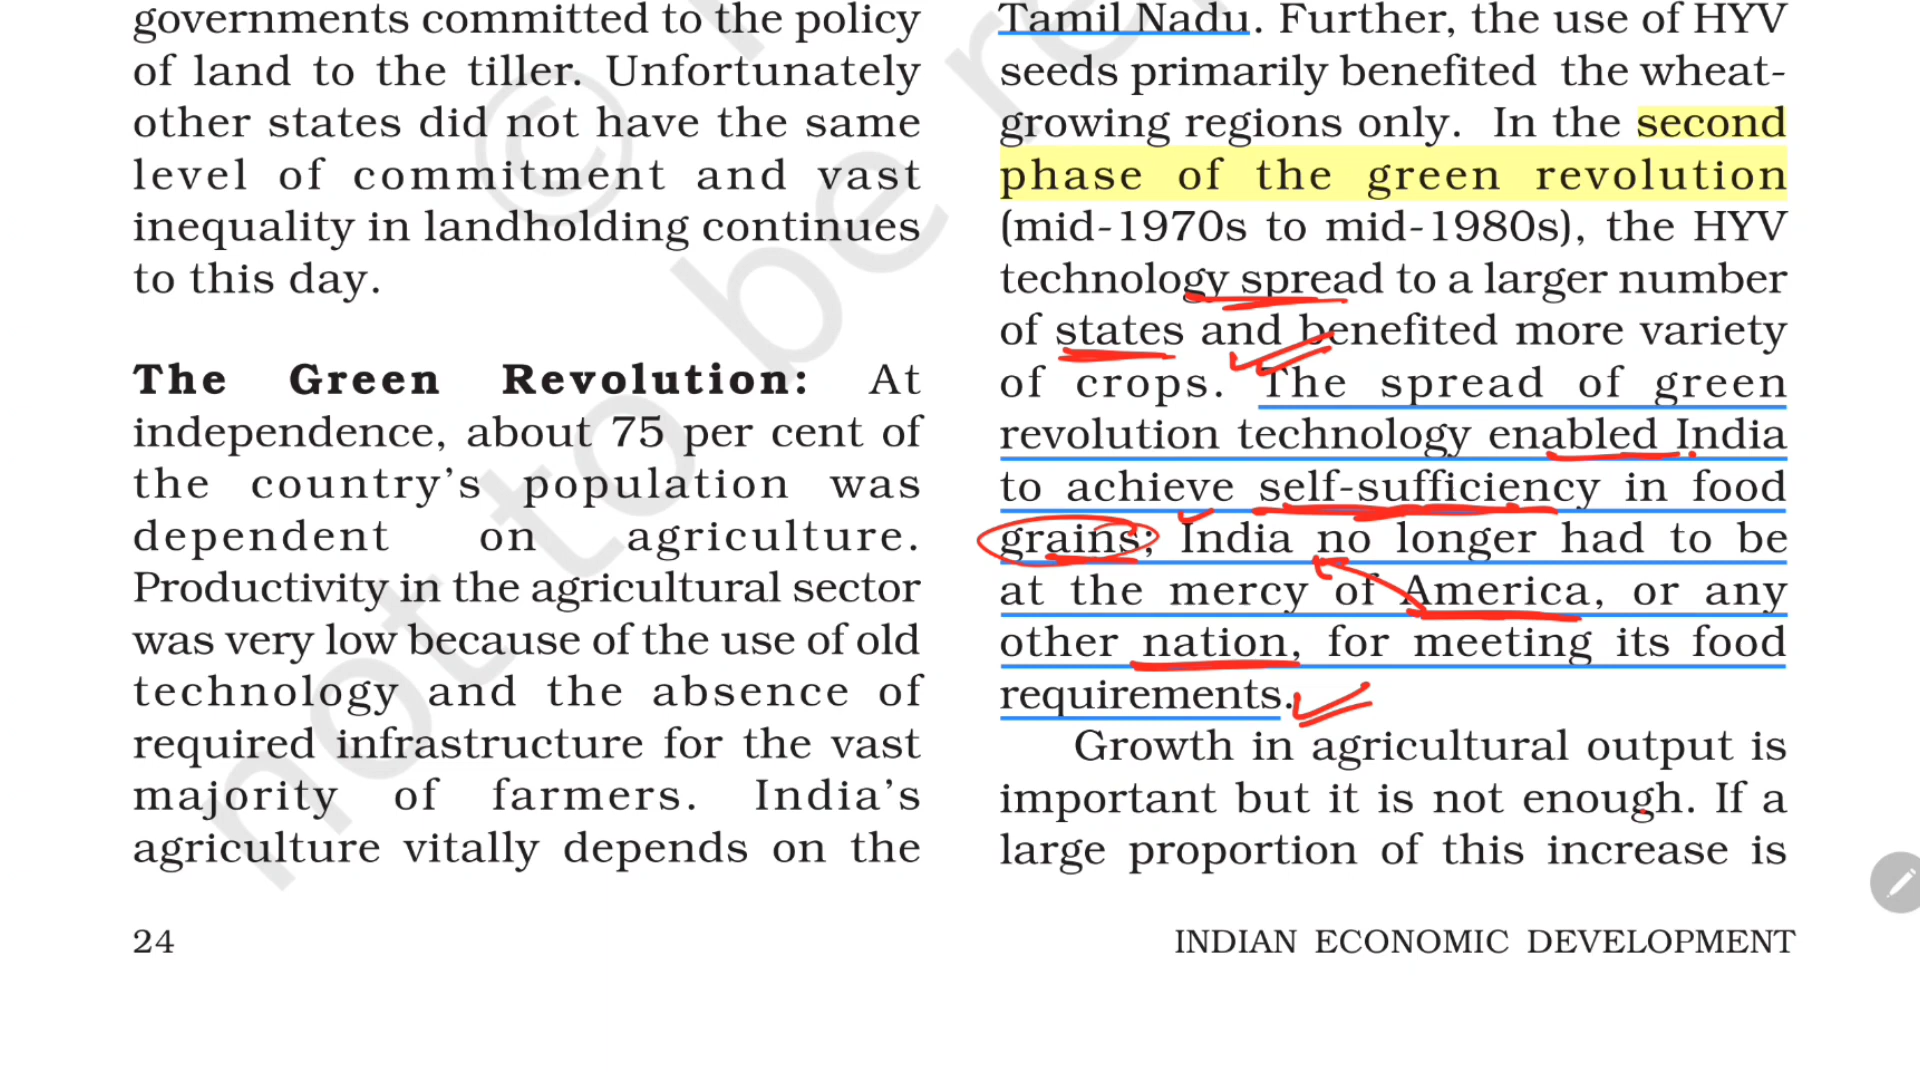 governments committed to the policy
of land to the tiller. Unfortunately
other states did not have the same
level of commitment and vast
inequality in landholding continues
to this day.
The Green Revolution: At
independence, about 75 per cent of
the country's population was
dependent on agriculture.
Productivity in the agricultural sector
was very low because of the use of old
technology and the absence of
required infrastructure for the vast
majority of farmers. India's
agriculture vitally depends on the
Tamil Nadu. Further, the use of HYV
seeds primarily benefited the wheat-
growing regions only. In the second
phase of the green revolution
(mid-1970s to mid-1980s), the HYV
technology spread to a larger number
of states and benefited more variety
of crops. The spread of green
revolution technology enabled India
to achieve self-sufficiency in food
grains; India no longer had to be
at the mercy of America, or any
other nation, for meeting its food
requirements.
Growth in agricultural output is
important but it is not enough. If a
large proportion of this increase is
24
INDIAN ECONOMIC DEVELOPMENT
© 
not to be re